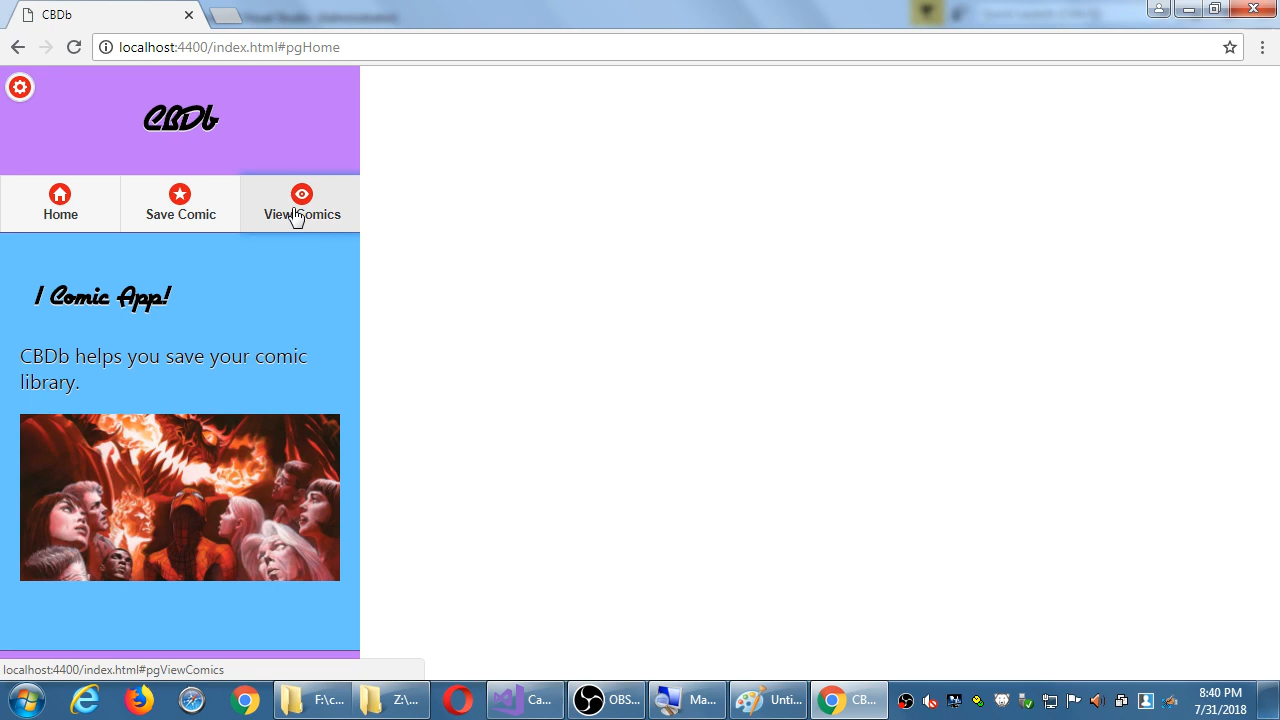 CBDb
localhost:4400/index.html#pgHome
CBDb
Home
Save Comic
View Comics
I Comic App!
CBDb helps you save your comic
library.
localhost:4400/index.html#pgViewComics
F:\c...
Z:\...
Ca...
OBS...
Ma...
Unti...
CB...
8:40 PM
7/31/2018